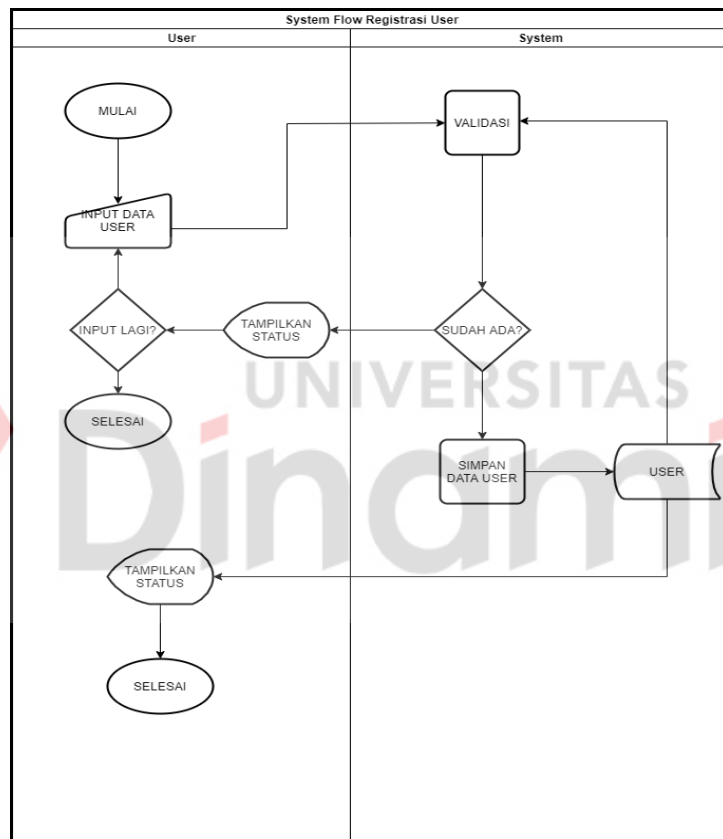 System Flow Registrasi User
User
System
MULAI
VALIDASI
INPUT DATA
USER
INPUT LAGI?
TAMPILKAN
STATUS
SUDAH ADA?
UNIVERSITAS
Dinami
SELESAI
SIMPAN
DATA USER
USER
TAMPILKAN
STATUS
SELESAI